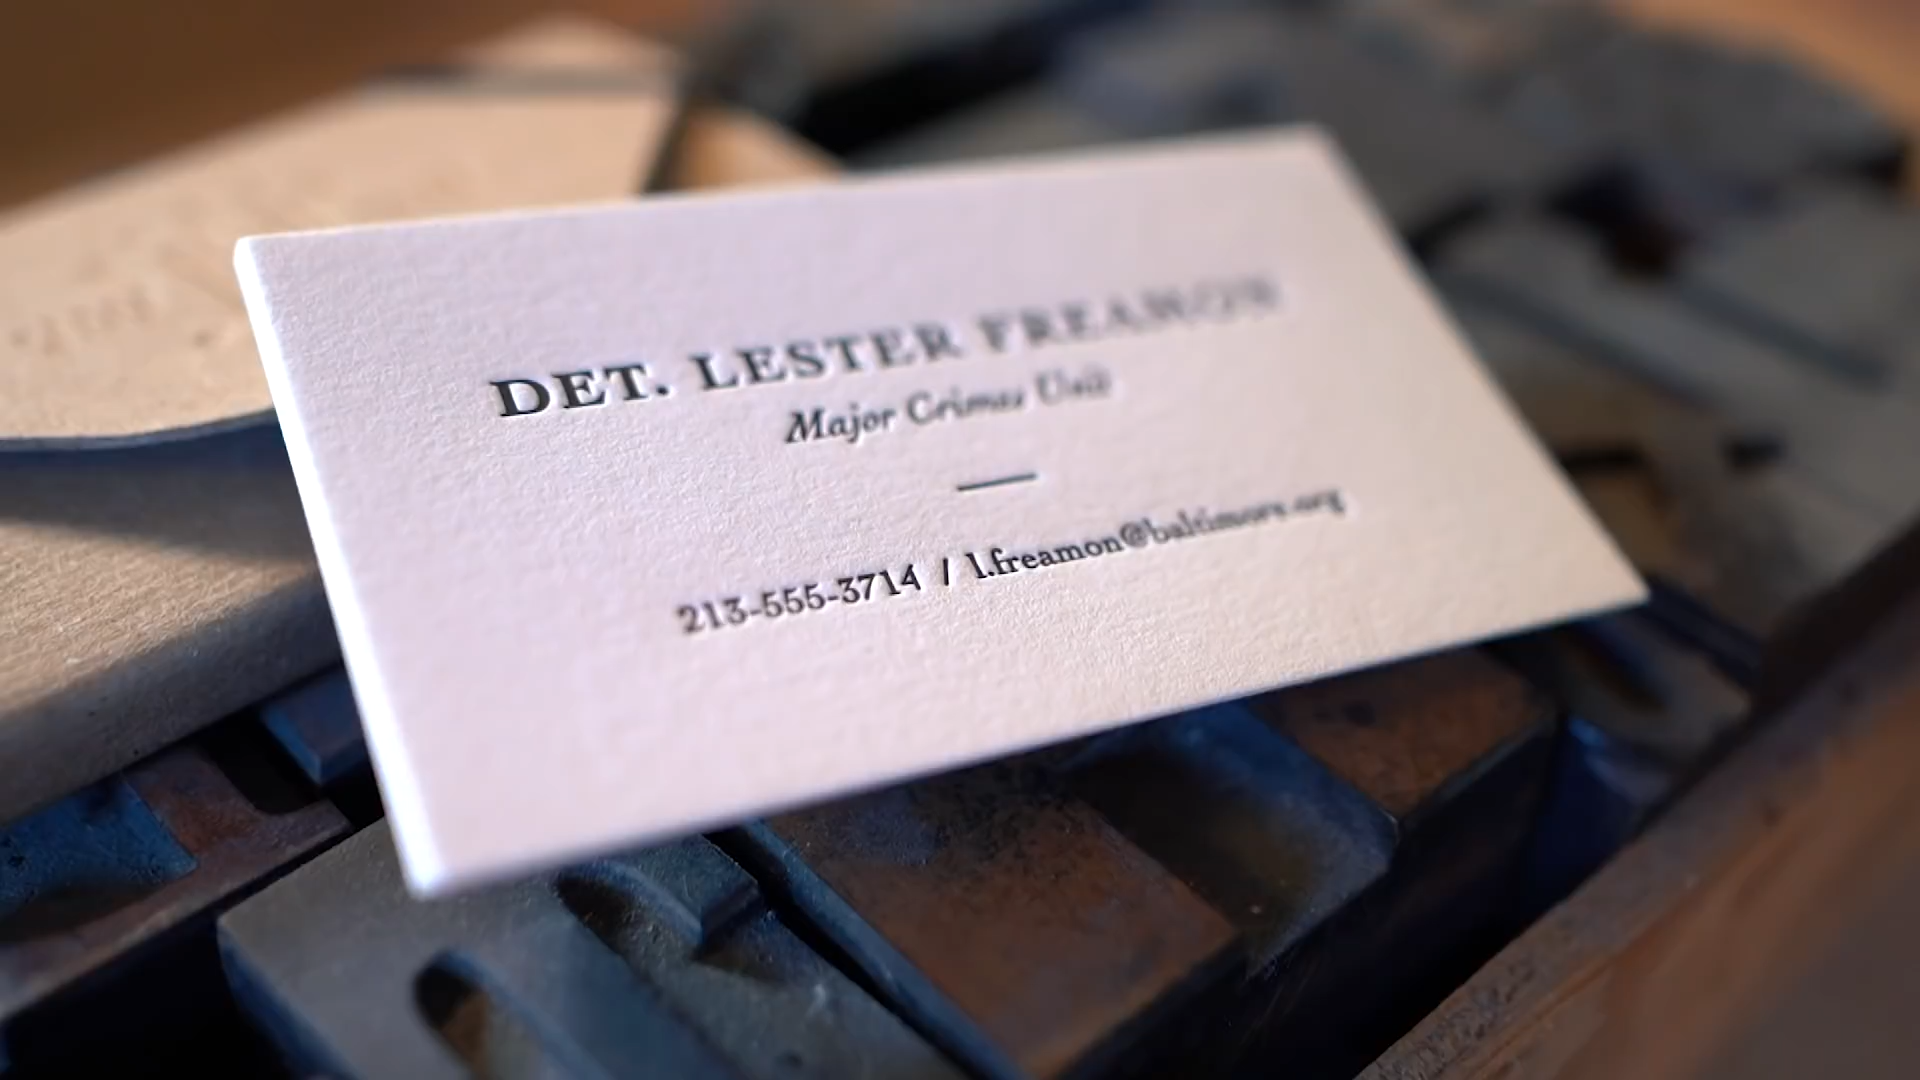 DET. LESTER FREAMON
Major Crimes Unit
213-555-3714 / l.freamon@baltimore.org